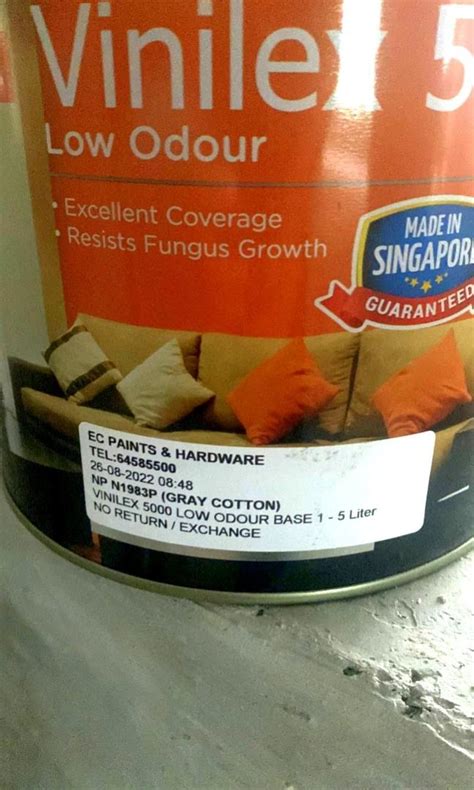 Vinilex 5
Low Odour
• Excellent Coverage
• Resists Fungus Growth
MADE IN
SINGAPORE
GUARANTEED
EC PAINTS & HARDWARE
TEL:64585500
26-08-2022 08:48
NP N1983P (GRAY COTTON)
VINILEX 5000 LOW ODOUR BASE 1 - 5 Liter
NO RETURN / EXCHANGE